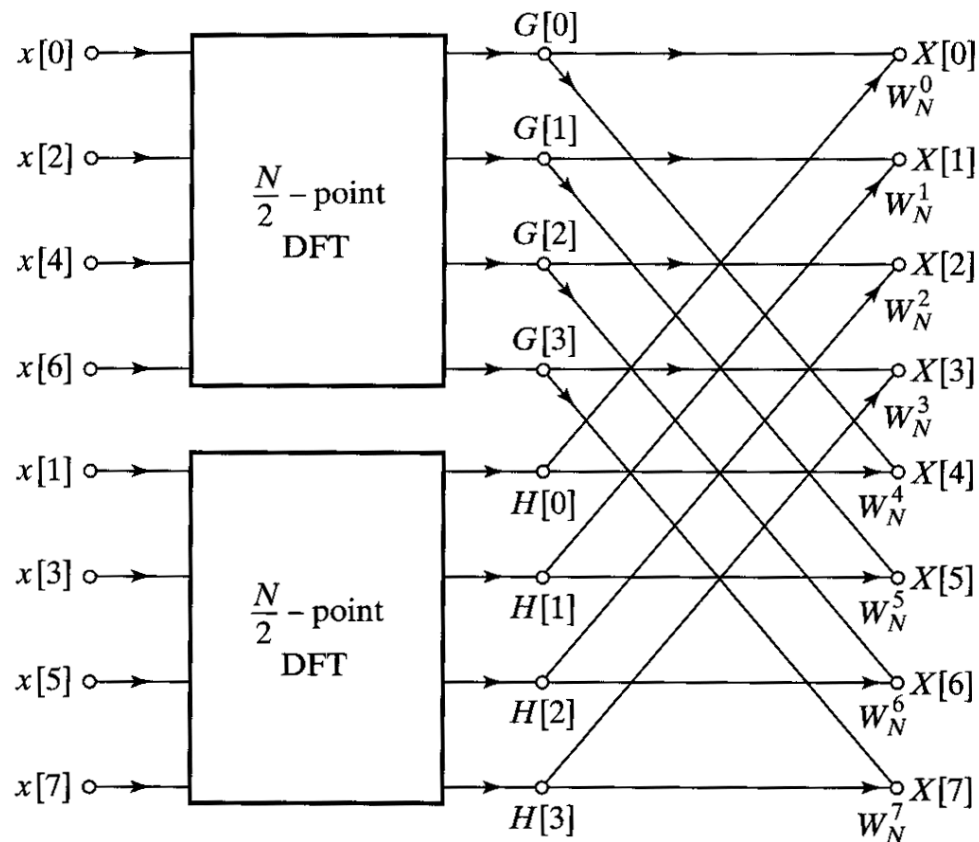 G[0]
x[0] X[0]
W_N^0
G[1]
x[2] X[1]
N/2 – point
DFT
W_N^1
G[2]
x[4] X[2]
W_N^2
G[3]
x[6] X[3]
W_N^3
x[1] X[4]
H[0] W_N^4
x[3] X[5]
N/2 – point
DFT
H[1] W_N^5
x[5] X[6]
H[2] W_N^6
x[7] X[7]
H[3] W_N^7